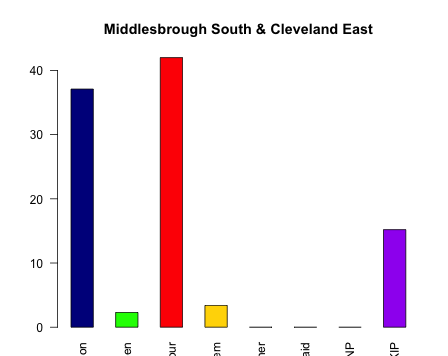 Middlesbrough South & Cleveland East
40
30
20
10
0
on
en
our
em
her
aid
NP
KIP